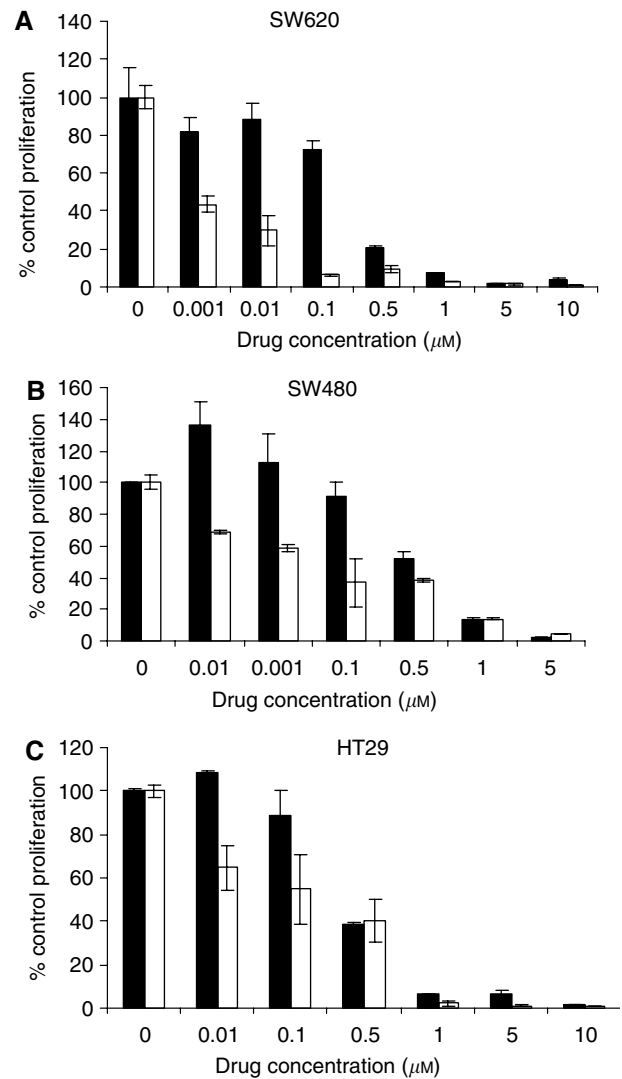 A
SW620
% control proliferation
140
120
100
80
60
40
20
0
0 0.001 0.01 0.1 0.5 1 5 10
Drug concentration (μM)
B
SW480
% control proliferation
160
140
120
100
80
60
40
20
0
0 0.01 0.001 0.1 0.5 1 5
Drug concentration (μM)
C
HT29
% control proliferation
120
100
80
60
40
20
0
0 0.01 0.1 0.5 1 5 10
Drug concentration (μM)